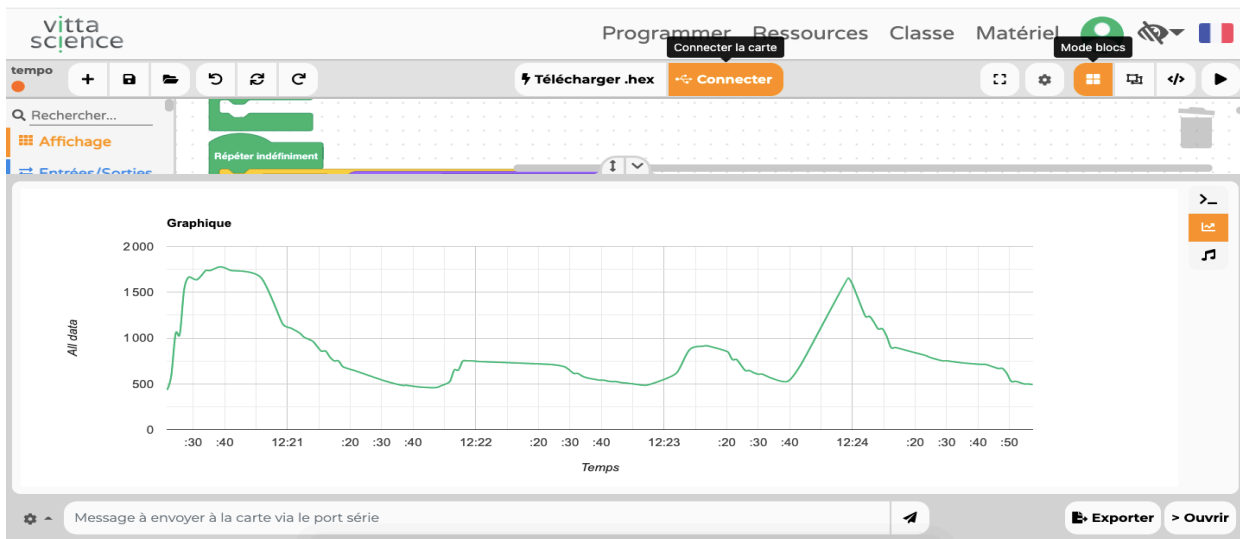 vitta
science
Programmer Ressources Classe Matériel
Connecter la carte
Mode blocs
tempo
Télécharger .hex
Connecter
Rechercher...
Affichage
Entrées/Sorties
Répéter indéfiniment
Graphique
2 000
1 500
1 000
500
0
All data
:30 :40 12:21 :20 :30 :40 12:22 :20 :30 :40 12:23 :20 :30 :40 12:24 :20 :30 :40 :50
Temps
Message à envoyer à la carte via le port série
Exporter
> Ouvrir